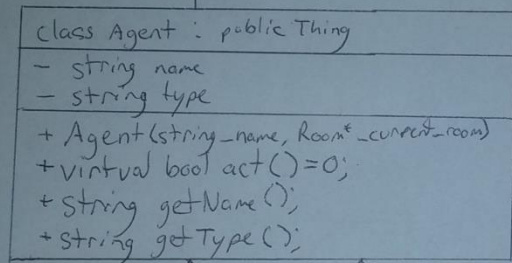 class Agent : public Thing
- string name
- string type
+ Agent(string_name, Room* _current_room)
+ virtual bool act()=0;
+ string getName();
+ string getType();